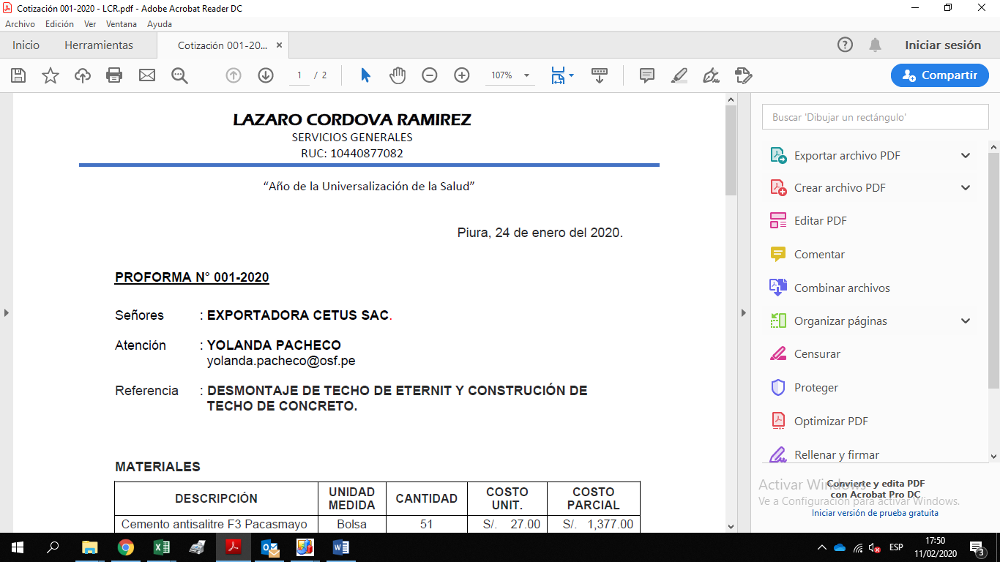 Cotización 001-2020 - LCR.pdf - Adobe Acrobat Reader DC
Archivo Edición Ver Ventana Ayuda
Inicio Herramientas Cotización 001-20... × Iniciar sesión
1 / 2 107% Compartir
LAZARO CORDOVA RAMIREZ
SERVICIOS GENERALES
RUC: 10440877082
“Año de la Universalización de la Salud”
Piura, 24 de enero del 2020.
PROFORMA N° 001-2020
Señores : EXPORTADORA CETUS SAC.
Atención : YOLANDA PACHECO
yolanda.pacheco@osf.pe
Referencia : DESMONTAJE DE TECHO DE ETERNIT Y CONSTRUCIÓN DE
TECHO DE CONCRETO.
MATERIALES
DESCRIPCIÓN UNIDAD MEDIDA CANTIDAD COSTO UNIT. COSTO PARCIAL
Cemento antisalitre F3 Pacasmayo Bolsa 51 S/. 27.00 S/. 1,377.00
Buscar 'Dibujar un rectángulo'
Exportar archivo PDF
Crear archivo PDF
Editar PDF
Comentar
Combinar archivos
Organizar páginas
Censurar
Proteger
Optimizar PDF
Rellenar y firmar
Convierte y edita PDF
con Acrobat Pro DC
Iniciar versión de prueba gratuita
Activar Windows
Ve a Configuración para activar Windows.
ESP
17:50
11/02/2020
3